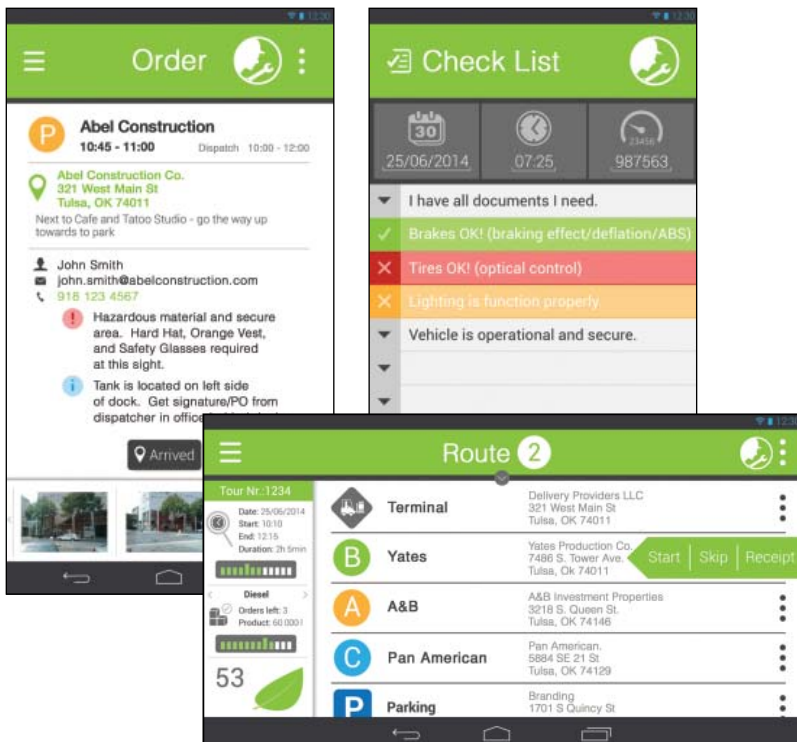 12:30
Order
P
Abel Construction
10:45 - 11:00 Dispatch 10:00 - 12:00
Abel Construction Co.
321 West Main St
Tulsa, OK 74011
Next to Cafe and Tatoo Studio - go the way up
towards to park
John Smith
john.smith@abelconstruction.com
918 123 4567
! Hazardous material and secure
area. Hard Hat, Orange Vest,
and Safety Glasses required
at this sight.
i Tank is located on left side
of dock. Get signature/PO from
dispatcher in office
Arrived
12:30
Check List
30
25/06/2014
07:25
23456
987563
I have all documents I need.
Brakes OK! (braking effect/deflation/ABS)
Tires OK! (optical control)
Lighting is function properly
Vehicle is operational and secure.
12:30
Route 2
Tour Nr.:1234
Date: 25/06/2014
Start: 10:10
End: 12:15
Duration: 2h 5min
Diesel
Orders left: 3
Product: 60 000 l
53
Terminal
Delivery Providers LLC
321 West Main St
Tulsa, OK 74011
B
Yates
Yates Production Co.
7486 S. Tower Ave.
Tulsa, Ok 74011
Start | Skip | Receipt
A
A&B
A&B Investment Properties
3218 S. Queen St.
Tulsa, OK 74146
C
Pan American
Pan American.
5884 SE 21 St
Tulsa, OK 74129
P
Parking
Branding
1701 S Quincy St